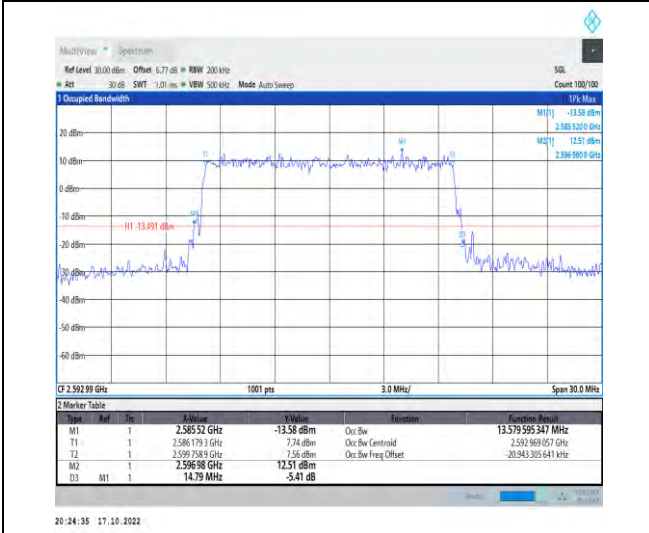 MultiView Spectrum
Ref Level 30.00 dBm Offset 6.77 dB RBW 200 kHz SGL
Att 30 dB SWT 1.01 ms VBW 500 kHz Mode Auto Sweep Count 100/100
1 Occupied Bandwidth 1Pk Max
M1[1] -13.58 dBm
2.585 5200 GHz
M2[1] 12.51 dBm
2.596 9800 GHz
20 dBm
T1 M2 T2
10 dBm
0 dBm
-10 dBm
H1 -13.491 dBm
-20 dBm
-30 dBm
-40 dBm
-50 dBm
-60 dBm
CF 2.592 99 GHz 1001 pts 3.0 MHz/ Span 30.0 MHz
2 Marker Table
Type Ref Trc X-Value Y-Value Function Function Result
M1 1 2.585 52 GHz -13.58 dBm Occ Bw 13.579 595 347 MHz
T1 1 2.586 179 3 GHz 7.74 dBm Occ Bw Centroid 2.592 969 057 GHz
T2 1 2.599 758 9 GHz 7.56 dBm Occ Bw Freq Offset -20.943 305 641 kHz
M2 1 2.596 98 GHz 12.51 dBm
D3 M1 1 14.79 MHz -5.41 dB
20:24:35 17.10.2022